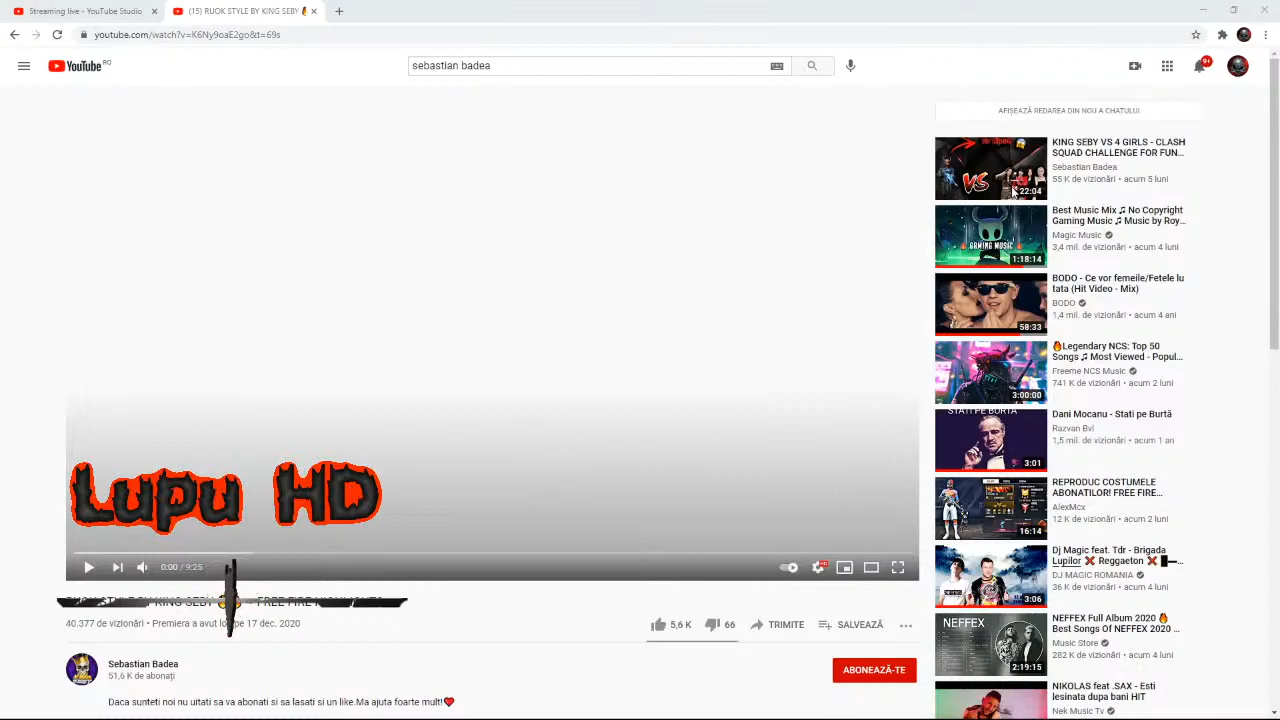 Streaming live - YouTube Studio
(15) RUOK STYLE BY KING SEBY
youtube.com/watch?v=K6Ny9oaE2go&t=69s
YouTube RO
sebastian badea
9+
AFIȘEAZĂ REDAREA DIN NOU A CHATULUI
VS
22:04
KING SEBY VS 4 GIRLS - CLASH
SQUAD CHALLENGE FOR FUN...
Sebastian Badea
55 K de vizionări • acum 5 luni
GAMING MUSIC
1:18:14
Best Music Mix ♫ No Copyright
Gaming Music ♫ Music by Roy...
Magic Music
3,4 mil. de vizionări • acum 4 luni
58:33
BODO - Ce vor femeile/Fetele lu
tata (Hit Video - Mix)
BODO
1,4 mil. de vizionări • acum 4 ani
3:00:00
🔥Legendary NCS: Top 50
Songs ♫ Most Viewed - Popul...
Freeme NCS Music
741 K de vizionări • acum 2 luni
STATI PE BURTA
3:01
Dani Mocanu - Stati pe Burtă
Razvan Bvl
1,5 mil. de vizionări • acum 1 an
16:14
REPRODUC COSTUMELE
ABONATILOR! FREE FIRE...
AlexMcx
12 K de vizionări • acum 2 luni
3:06
Dj Magic feat. Tdr - Brigada
Lupilor ❌ Reggaeton ❌ █▬...
DJ MAGIC ROMANIA
36 K de vizionări • acum 4 luni
NEFFEX
2:19:15
NEFFEX Full Album 2020 🔥
Best Songs Of NEFFEX 2020 ...
Music Store
282 K de vizionări • acum 4 luni
NIKOLAS feat .SAX - Esti
lesinata dupa bani HIT
Nek Music Tv
Lupu HD
0:00 / 9:25
HD
BY KING SEBY
FREE FIRE
40.377 de vizionări • Premiera a avut loc pe 17 dec. 2020
5,6 K
66
TRIMITE
SALVEAZĂ
Sebastian Badea
51,6 K de abonați
ABONEAZĂ-TE
Daca sunteti noi nu uitati sa va abonati si sa lasati si un like.Ma ajuta foarte mult!❤️